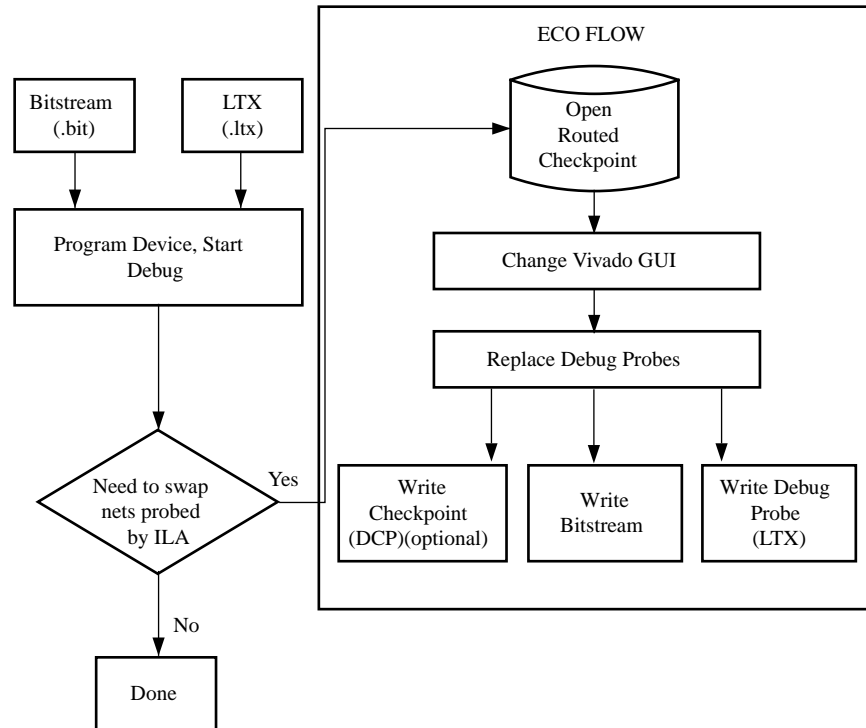 ECO FLOW
Bitstream
(.bit)
LTX
(.ltx)
Open
Routed
Checkpoint
Program Device, Start
Debug
Change Vivado GUI
Replace Debug Probes
Need to swap
nets probed
by ILA
Yes
Write
Checkpoint
(DCP)(optional)
Write
Bitstream
Write Debug
Probe
(LTX)
No
Done